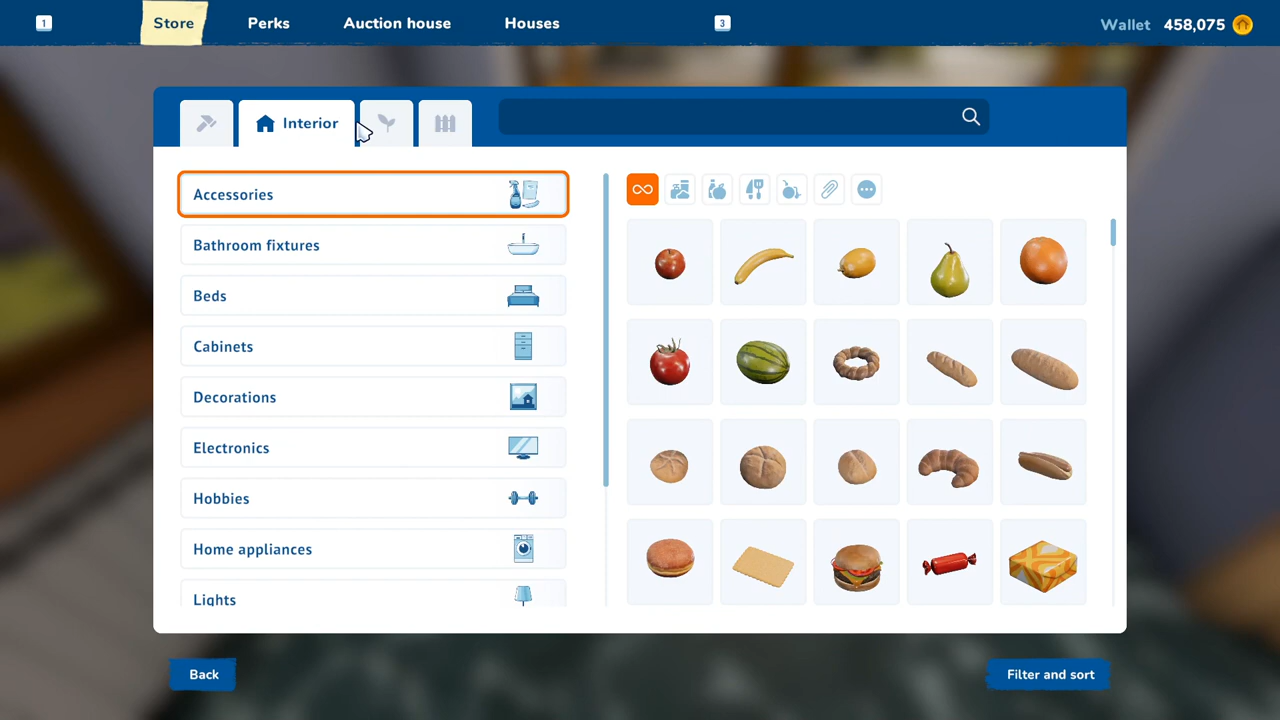 1
Store
Perks
Auction house
Houses
3
Wallet 458,075
Interior
Accessories
Bathroom fixtures
Beds
Cabinets
Decorations
Electronics
Hobbies
Home appliances
Lights
Back
Filter and sort